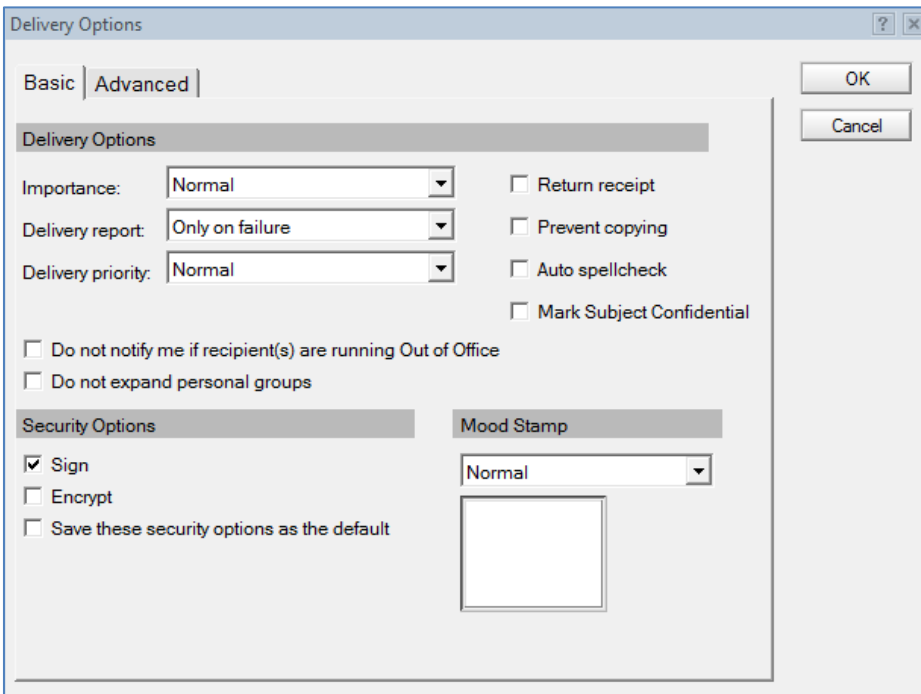 Delivery Options
Basic Advanced
OK
Cancel
Delivery Options
Importance: Normal
Return receipt
Delivery report: Only on failure
Prevent copying
Delivery priority: Normal
Auto spellcheck
Mark Subject Confidential
Do not notify me if recipient(s) are running Out of Office
Do not expand personal groups
Security Options
Mood Stamp
Sign
Normal
Encrypt
Save these security options as the default